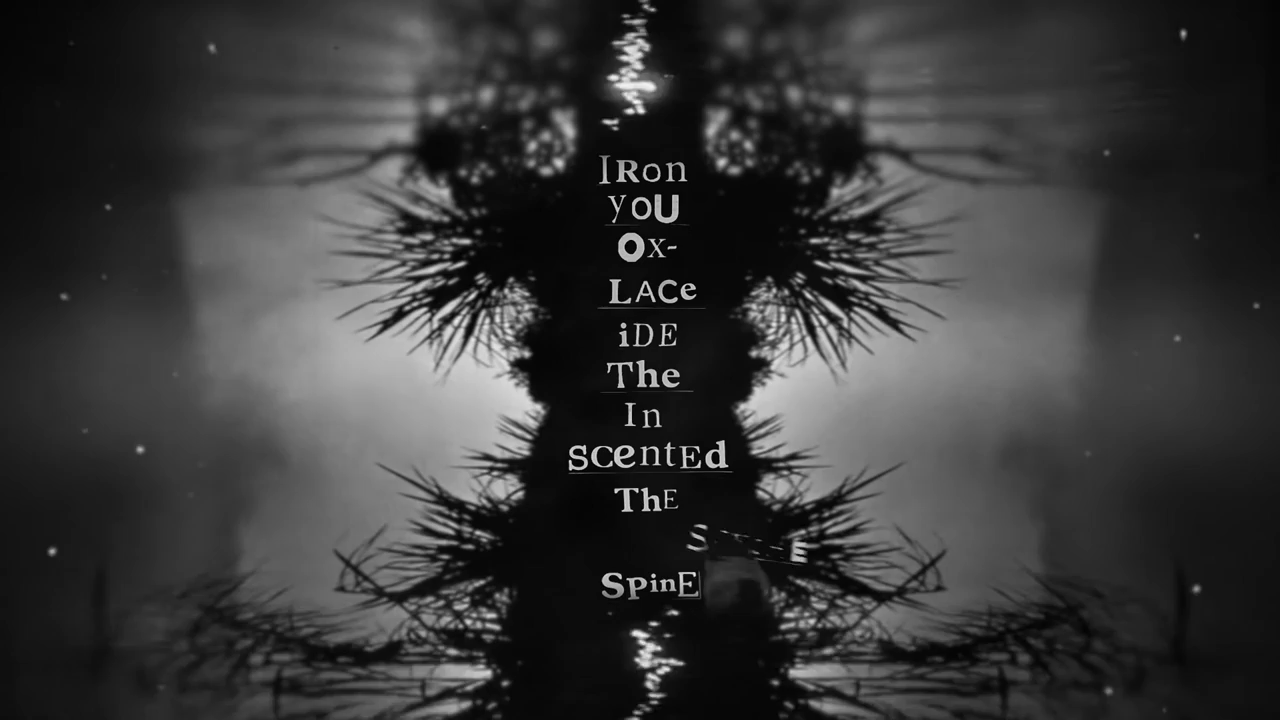 IRon
yoU
Ox-
LACe
iDE
The
In
scentEd
ThE
SpinE